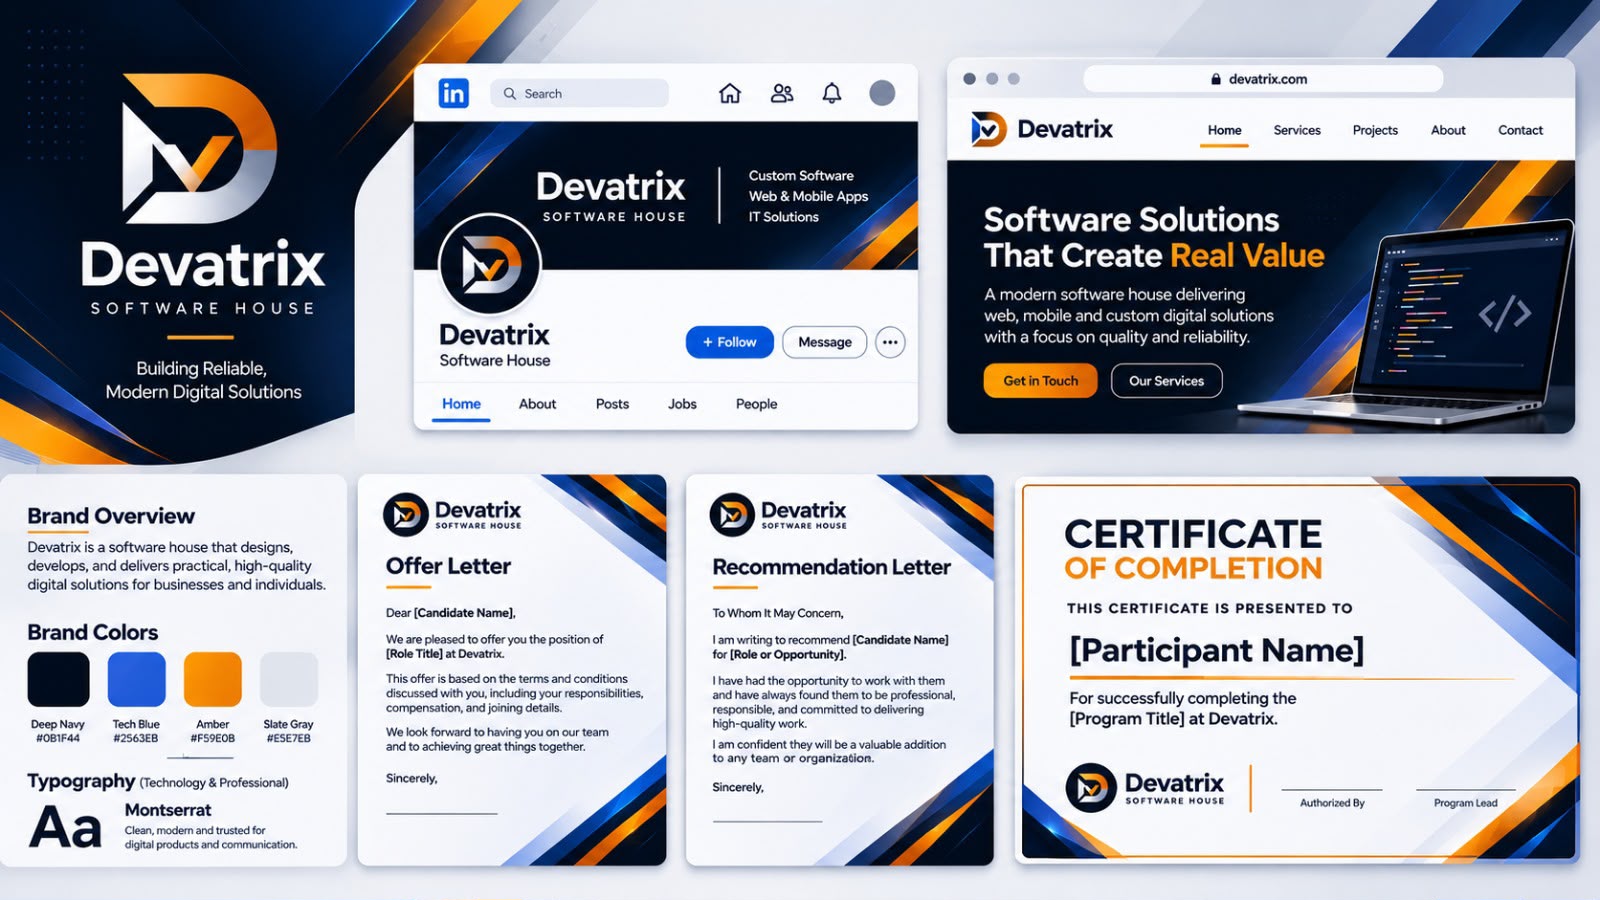 Devatrix
SOFTWARE HOUSE
Building Reliable,
Modern Digital Solutions
in
Search
Devatrix
SOFTWARE HOUSE
Custom Software
Web & Mobile Apps
IT Solutions
Devatrix
Software House
+ Follow
Message
Home
About
Posts
Jobs
People
devatrix.com
Devatrix
Home
Services
Projects
About
Contact
Software Solutions
That Create Real Value
A modern software house delivering
web, mobile and custom digital solutions
with a focus on quality and reliability.
Get in Touch
Our Services
</>
Brand Overview
Devatrix is a software house that designs,
develops, and delivers practical, high-quality
digital solutions for businesses and individuals.
Brand Colors
Deep Navy
#0B1F44
Tech Blue
#2563EB
Amber
#F59E0B
Slate Gray
#E5E7EB
Typography (Technology & Professional)
Aa
Montserrat
Clean, modern and trusted for
digital products and communication.
Devatrix
SOFTWARE HOUSE
Offer Letter
Dear [Candidate Name],
We are pleased to offer you the position of
[Role Title] at Devatrix.
This offer is based on the terms and conditions
discussed with you, including your responsibilities,
compensation, and joining details.
We look forward to having you on our team
and to achieving great things together.
Sincerely,
Devatrix
SOFTWARE HOUSE
Recommendation Letter
To Whom It May Concern,
I am writing to recommend [Candidate Name]
for [Role or Opportunity].
I have had the opportunity to work with them
and have always found them to be professional,
responsible, and committed to delivering
high-quality work.
I am confident they will be a valuable addition
to any team or organization.
Sincerely,
CERTIFICATE
OF COMPLETION
THIS CERTIFICATE IS PRESENTED TO
[Participant Name]
For successfully completing the
[Program Title] at Devatrix.
Devatrix
SOFTWARE HOUSE
Authorized By
Program Lead